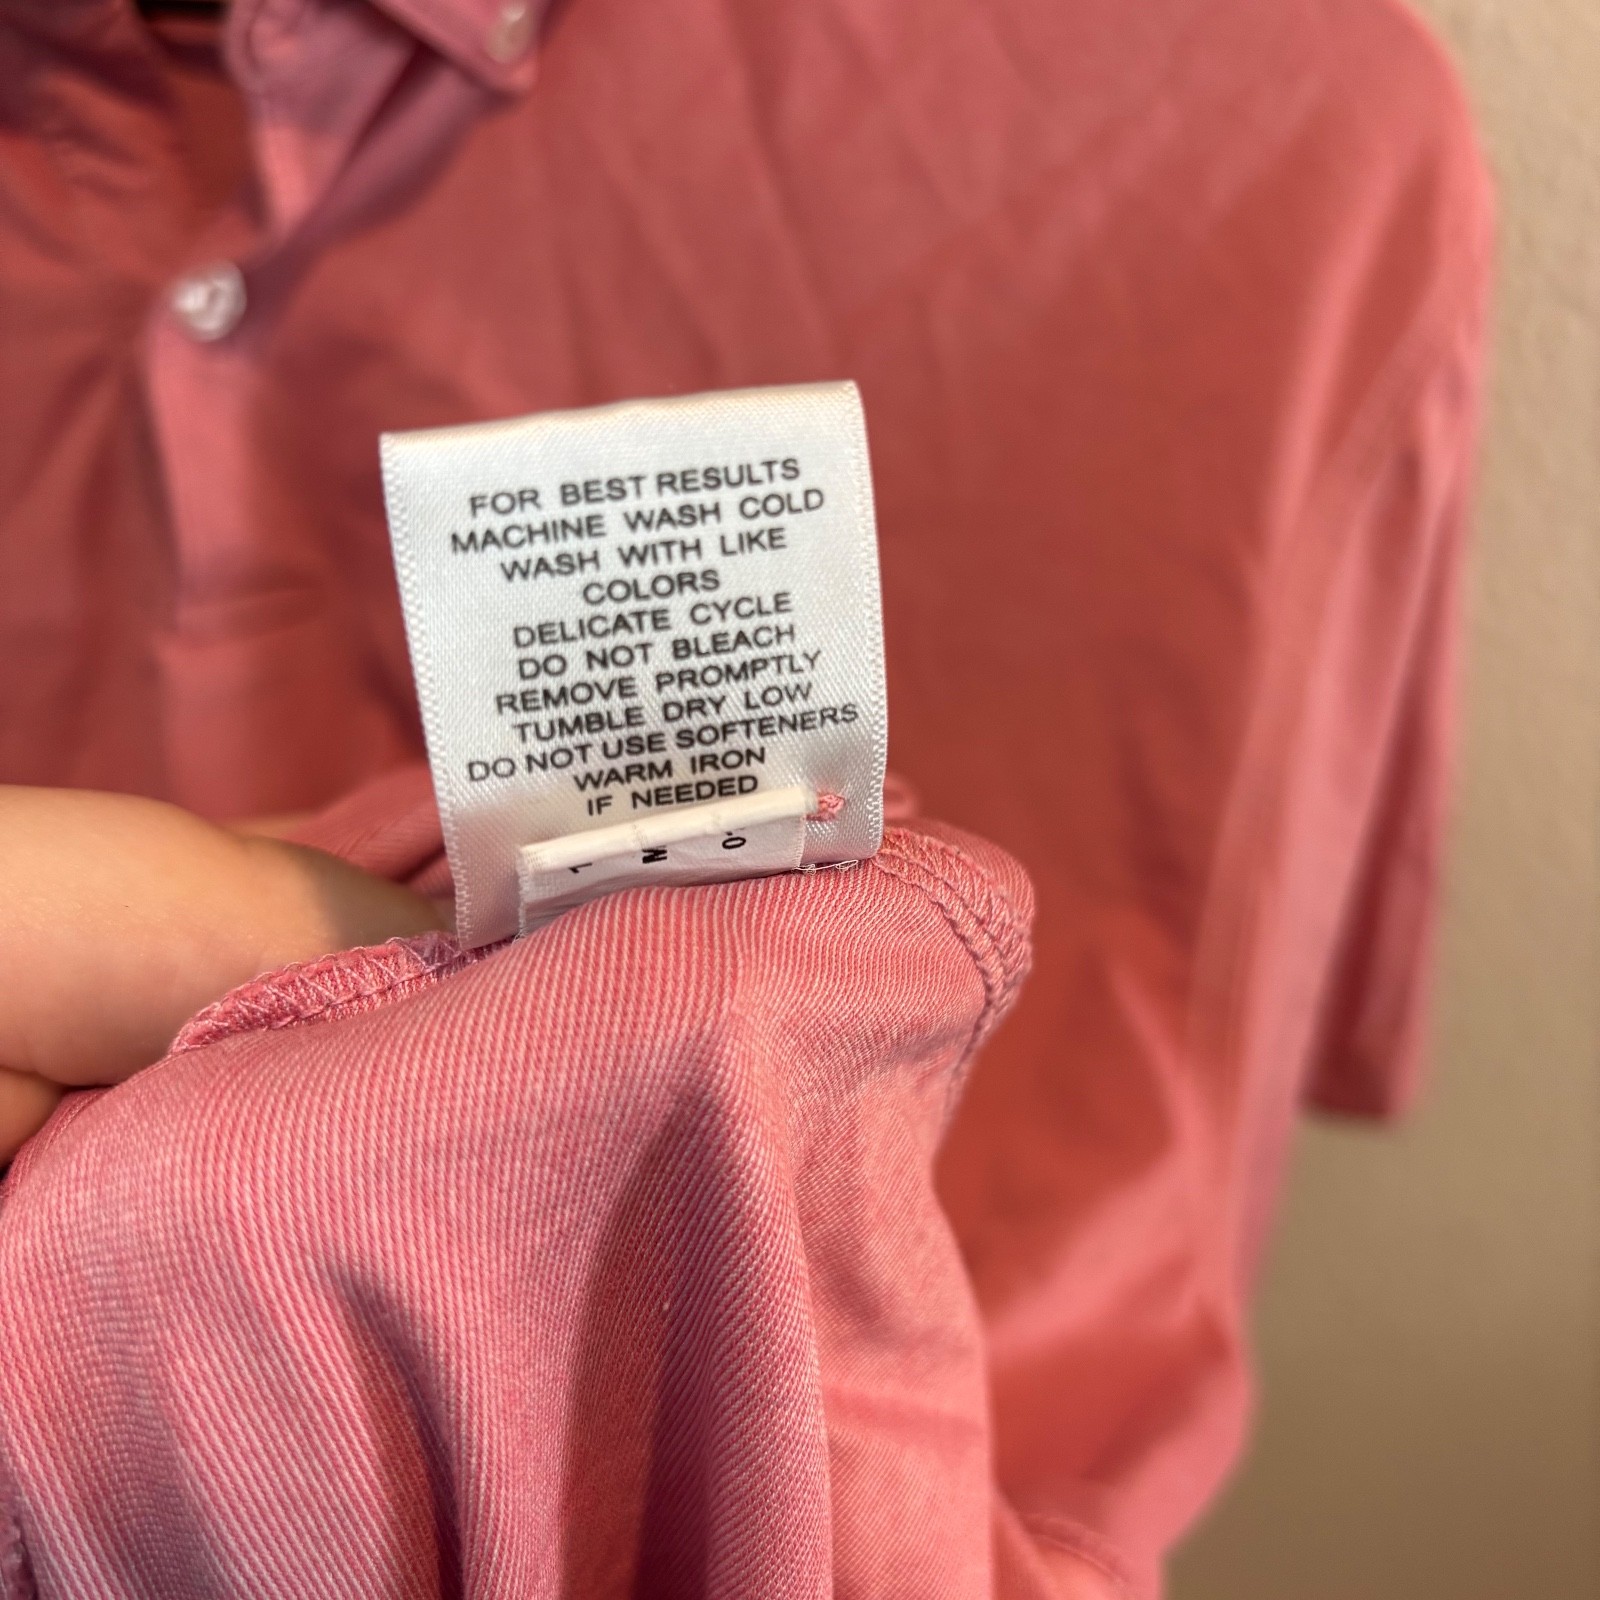 FOR BEST RESULTS
MACHINE WASH COLD
WASH WITH LIKE
COLORS
DELICATE CYCLE
DO NOT BLEACH
REMOVE PROMPTLY
TUMBLE DRY LOW
DO NOT USE SOFTENERS
WARM IRON
IF NEEDED